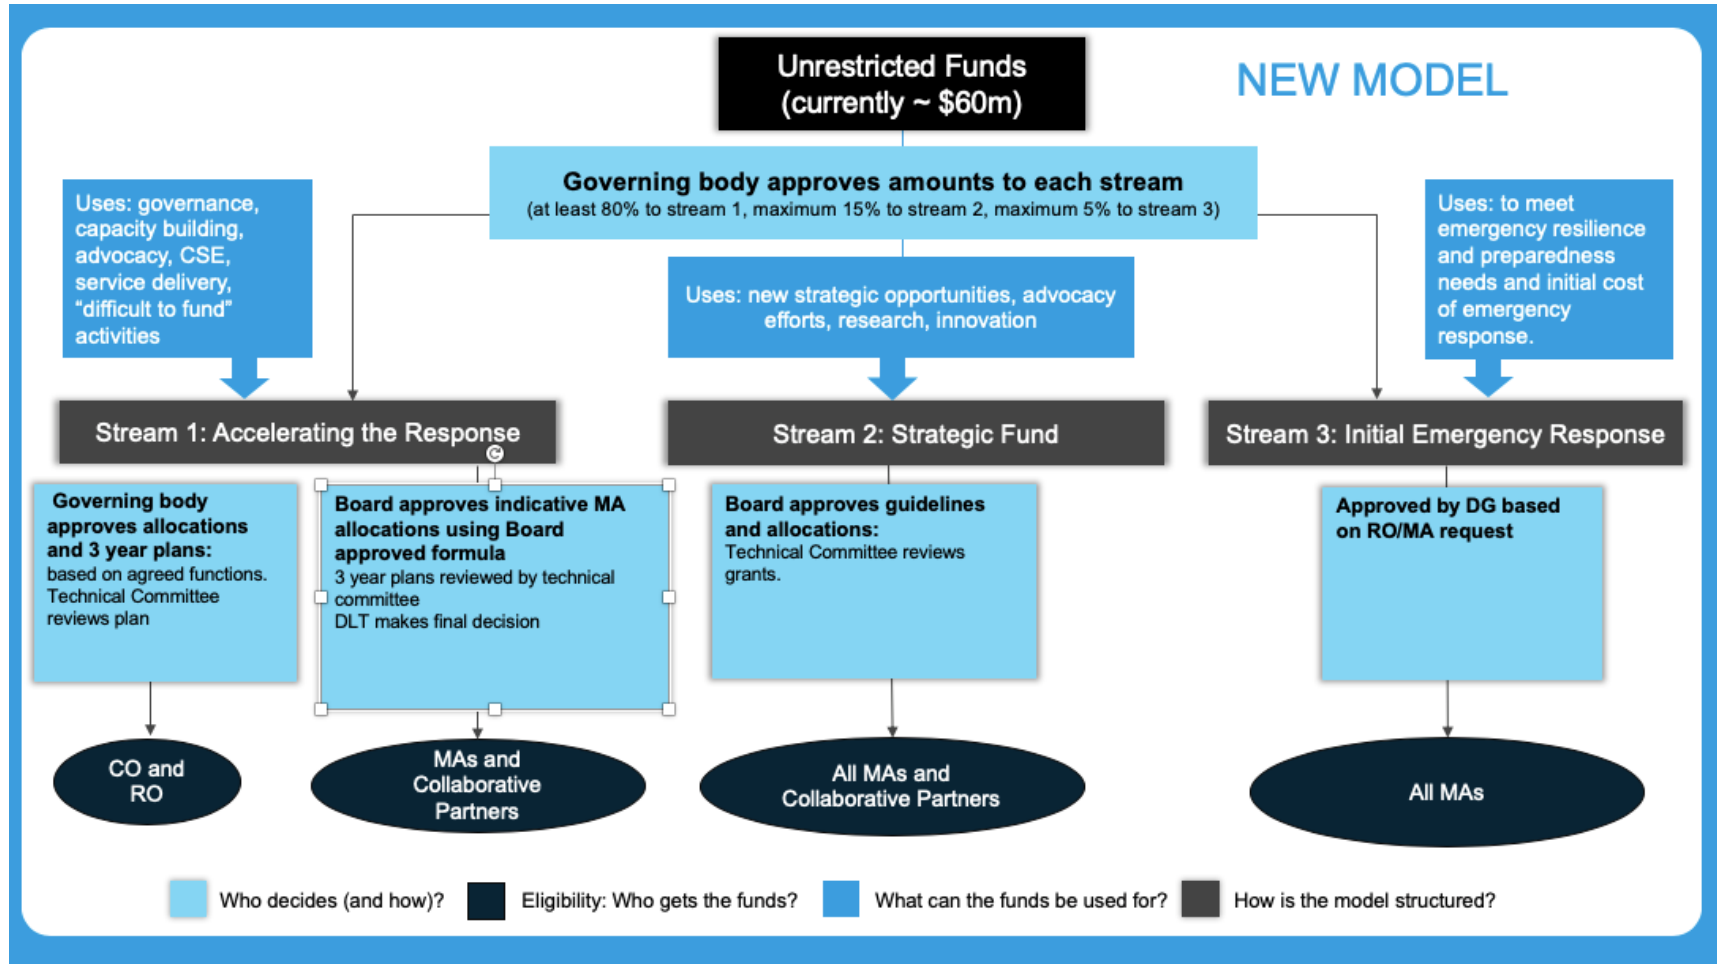 Unrestricted Funds
(currently ~ $60m)
NEW MODEL
Governing body approves amounts to each stream
(at least 80% to stream 1, maximum 15% to stream 2, maximum 5% to stream 3)
Uses: governance,
capacity building,
advocacy, CSE,
service delivery,
“difficult to fund”
activities
Uses: new strategic opportunities, advocacy
efforts, research, innovation
Uses: to meet
emergency resilience
and preparedness
needs and initial cost
of emergency
response.
Stream 1: Accelerating the Response
Stream 2: Strategic Fund
Stream 3: Initial Emergency Response
Governing body
approves allocations
and 3 year plans:
based on agreed functions.
Technical Committee
reviews plan
Board approves indicative MA
allocations using Board
approved formula
3 year plans reviewed by technical
committee
DLT makes final decision
Board approves guidelines
and allocations:
Technical Committee reviews
grants.
Approved by DG based
on RO/MA request
CO and
RO
MAs and
Collaborative
Partners
All MAs and
Collaborative Partners
All MAs
Who decides (and how)?
Eligibility: Who gets the funds?
What can the funds be used for?
How is the model structured?